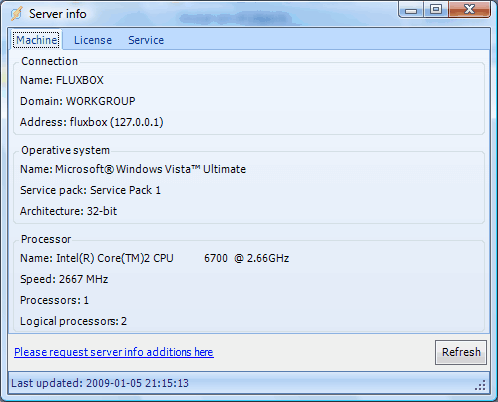 Server info
Machine License Service
Connection
Name: FLUXBOX
Domain: WORKGROUP
Address: fluxbox (127.0.0.1)
Operative system
Name: Microsoft® Windows Vista™ Ultimate
Service pack: Service Pack 1
Architecture: 32-bit
Processor
Name: Intel(R) Core(TM)2 CPU 6700 @ 2.66GHz
Speed: 2667 MHz
Processors: 1
Logical processors: 2
Please request server info additions here
Refresh
Last updated: 2009-01-05 21:15:13